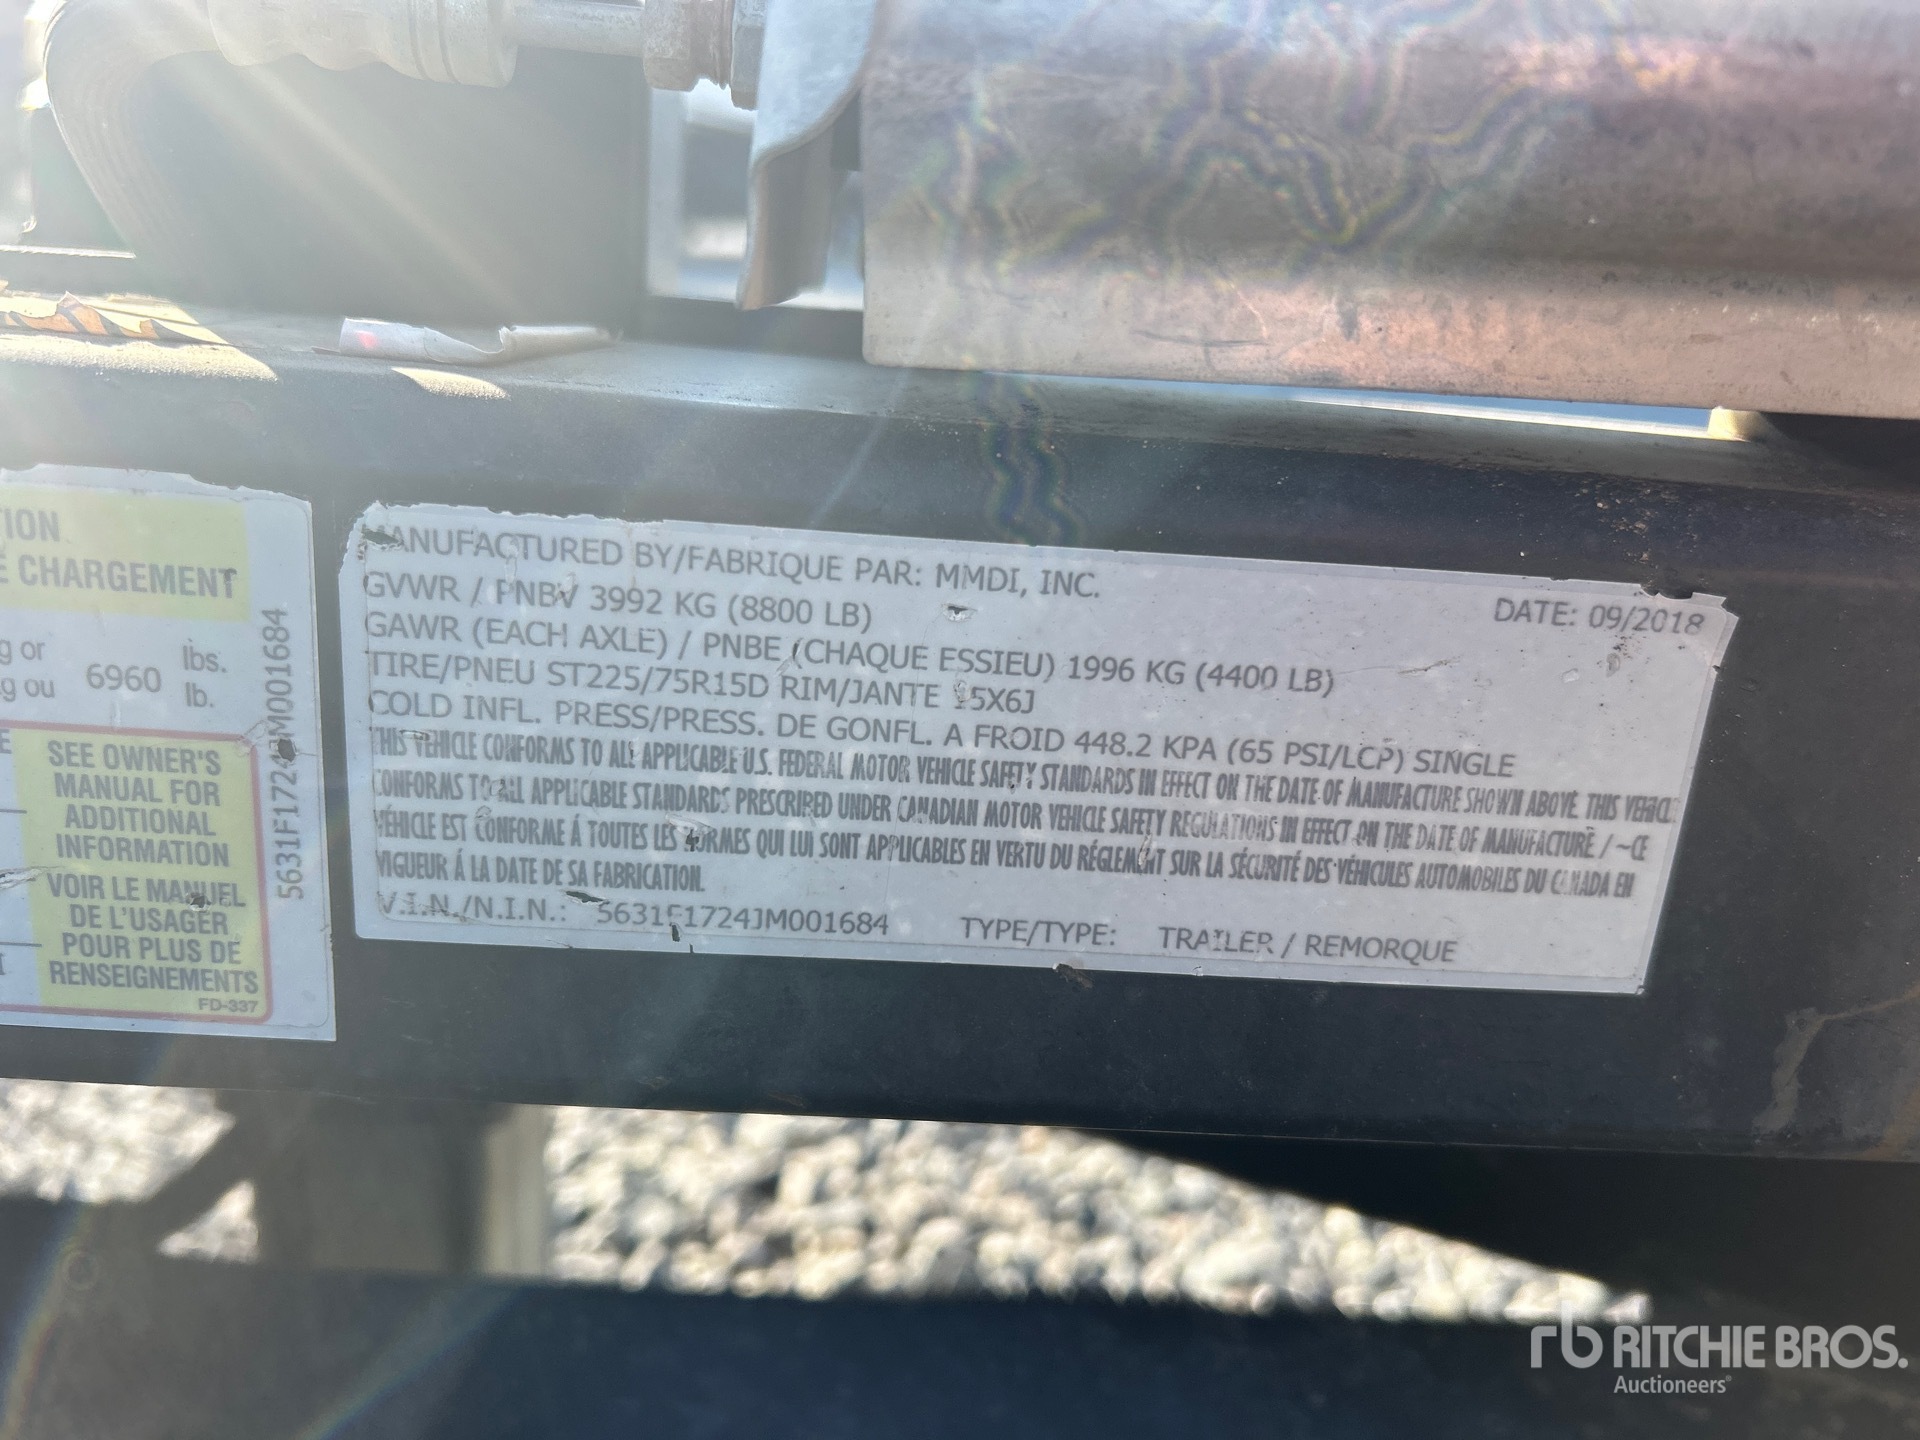 TION
E CHARGEMENT
g or
kg ou
6960
lbs.
lb.
SEE OWNER'S
MANUAL FOR
ADDITIONAL
INFORMATION
VOIR LE MANUEL
DE L'USAGER
POUR PLUS DE
RENSEIGNEMENTS
FD-337
5631F1724JM001684
MANUFACTURED BY/FABRIQUE PAR: MMDI, INC.
DATE: 09/2018
GVWR / PNBV 3992 KG (8800 LB)
GAWR (EACH AXLE) / PNBE (CHAQUE ESSIEU) 1996 KG (4400 LB)
TIRE/PNEU ST225/75R15D RIM/JANTE 15X6J
COLD INFL. PRESS/PRESS. DE GONFL. A FROID 448.2 KPA (65 PSI/LCP) SINGLE
THIS VEHICLE CONFORMS TO ALL APPLICABLE U.S. FEDERAL MOTOR VEHICLE SAFETY STANDARDS IN EFFECT ON THE DATE OF MANUFACTURE SHOWN ABOVE. THIS VEHICLE
CONFORMS TO ALL APPLICABLE STANDARDS PRESCRIBED UNDER CANADIAN MOTOR VEHICLE SAFETY REGULATIONS IN EFFECT ON THE DATE OF MANUFACTURE / ~CE
VÉHICLE EST CONFORME Á TOUTES LES NORMES QUI LUI SONT APPLICABLES EN VERTU DU RÉGLEMENT SUR LA SÉCURITÉ DES VÉHICULES AUTOMOBILES DU CANADA EN
VIGUEUR Á LA DATE DE SA FABRICATION.
V.I.N./N.I.N.: 5631F1724JM001684 TYPE/TYPE: TRAILER / REMORQUE
rb RITCHIE BROS.
Auctioneers